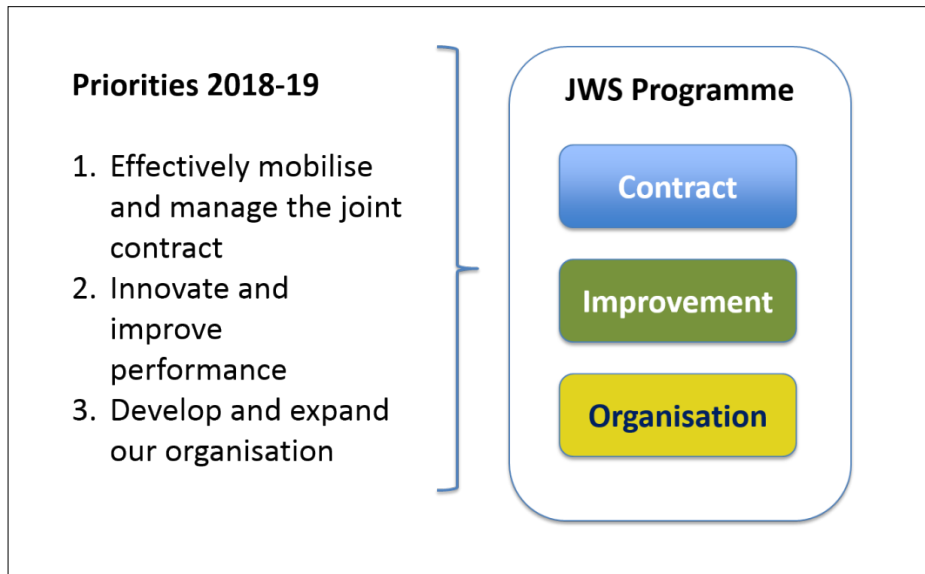 Priorities 2018-19
1. Effectively mobilise
and manage the joint
contract
2. Innovate and
improve
performance
3. Develop and expand
our organisation
JWS Programme
Contract
Improvement
Organisation